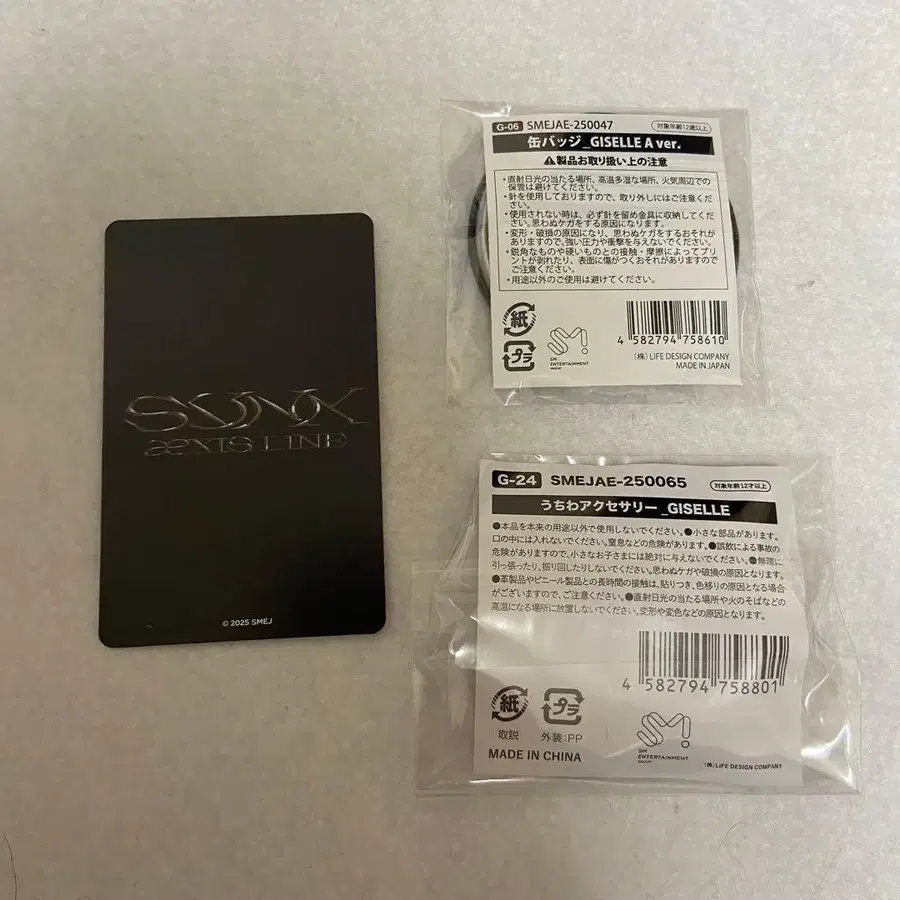 SYNK
aeXIS LINE
© 2025 SMEJ
G-06 SMEJAE-250047 対象年齢12歳以上
缶バッジ_GISELLE A ver.
⚠製品お取り扱い上の注意
・直射日光の当たる場所、高温多湿な場所、火気周辺での
保管は避けてください。
・針を使用しておりますので、取り外しにはご注意くださ
い。
・使用されない時は、必ず針を留め金具に収納してくだ
さい。思わぬケガをする原因になります。
・変形・破損の原因になり、思わぬケガをするおそれが
ありますので、強い圧力や衝撃を与えないでください。
・鋭角なものや硬いものとの接触・摩擦によってプリ
ントが剥れたり、表面に傷がつくおそれがありますので
ご注意ください。
・用途以外のご使用は避けてください。
紙
プラ
SM
SM
ENTERTAINMENT
GROUP
4 582794 758610
(株) LIFE DESIGN COMPANY
MADE IN JAPAN
G-24 SMEJAE-250065 対象年齢12才以上
うちわアクセサリー_GISELLE
●本品を本来の用途以外で使用しないでください。●小さな部品があります。
口の中には入れないでください。窒息などの危険があります。●誤飲による事故の
危険がありますので、小さなお子さまには絶対に与えないでください。●無理に
引っ張ったり、振り回したりしないでください。思わぬケガや破損の原因となります。
●革製品やビニール製品との長時間の接触は、貼りつき、色移りの原因となる場合
がございますので、ご注意ください。●直射日光の当たる場所や火のそばなどの
高温になる場所に放置しないでください。変形や変色などの原因となります。
4 582794 758801
紙
プラ
取説
外装:PP
MADE IN CHINA
SM
SM
ENTERTAINMENT
GROUP
(株) LIFE DESIGN COMPANY